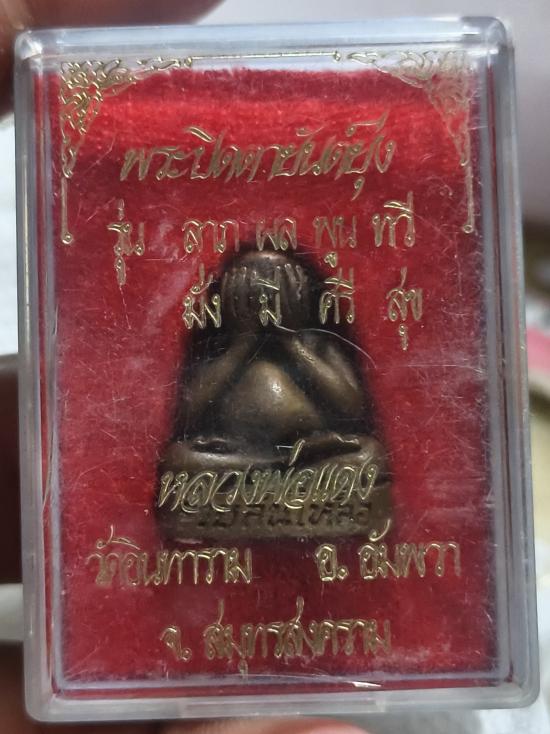 พระปิดตายันต์ยุ่ง
รุ่น ลาภ ผล พูน ทวี
มั่ง มี ศรี สุข
หลวงพ่อแดง
วัดอินทาราม อ. อัมพวา
จ. สมุทรสงคราม